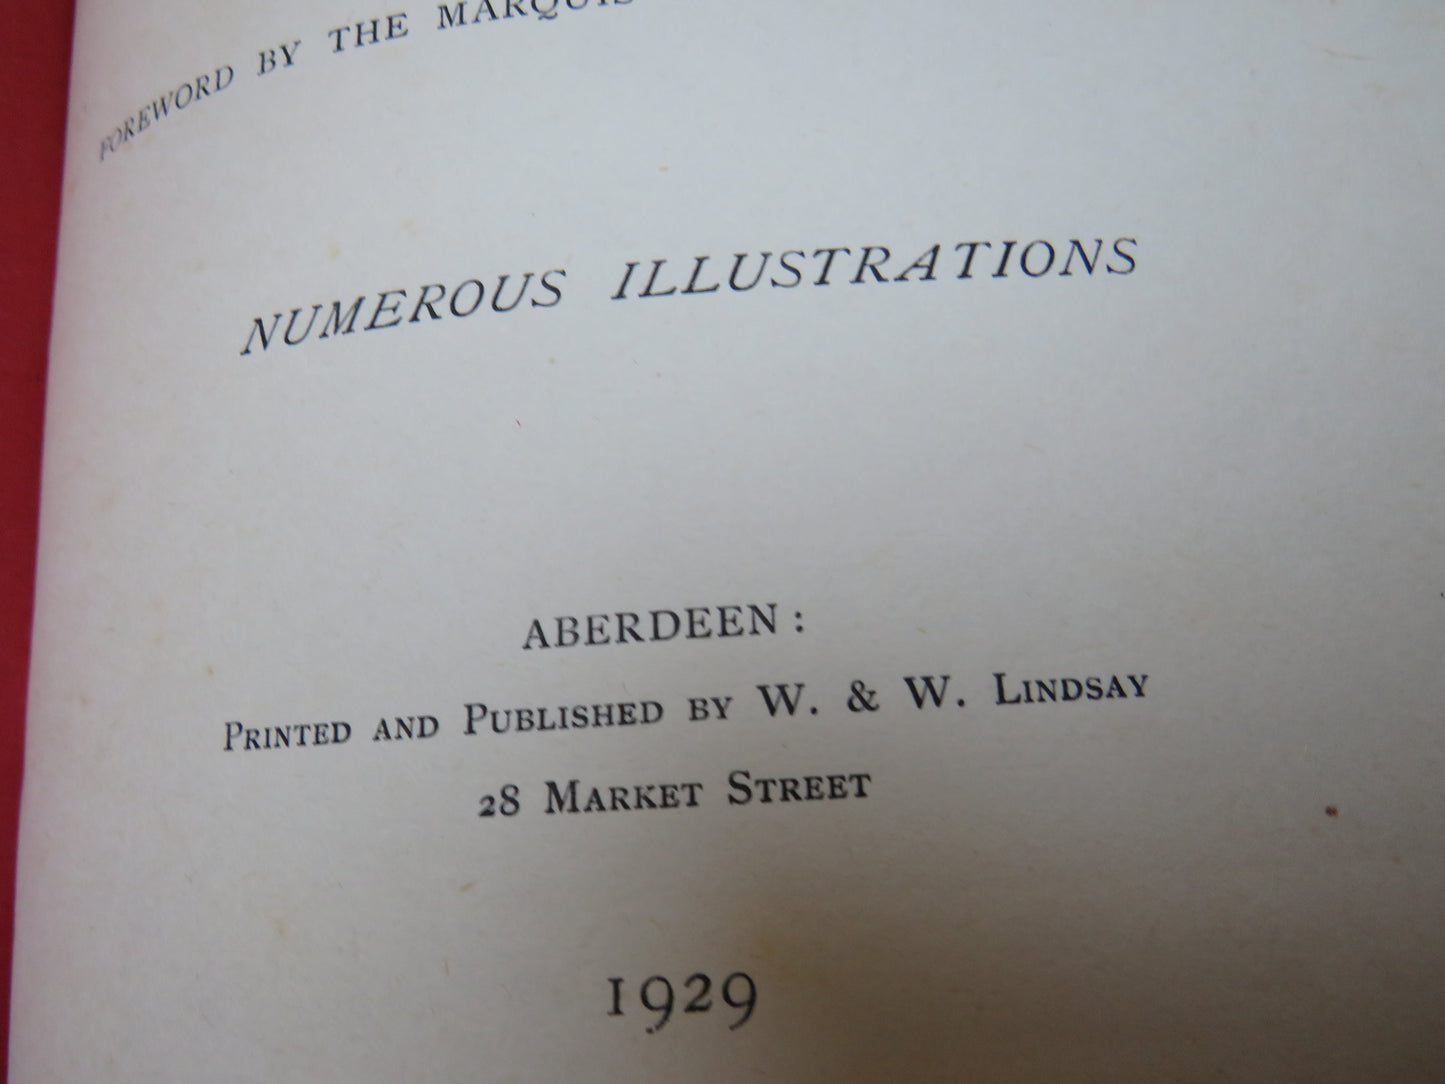 FOREWORD BY THE MARQUIS
NUMEROUS ILLUSTRATIONS
ABERDEEN:
PRINTED AND PUBLISHED BY W. & W. LINDSAY
28 MARKET STREET
1929